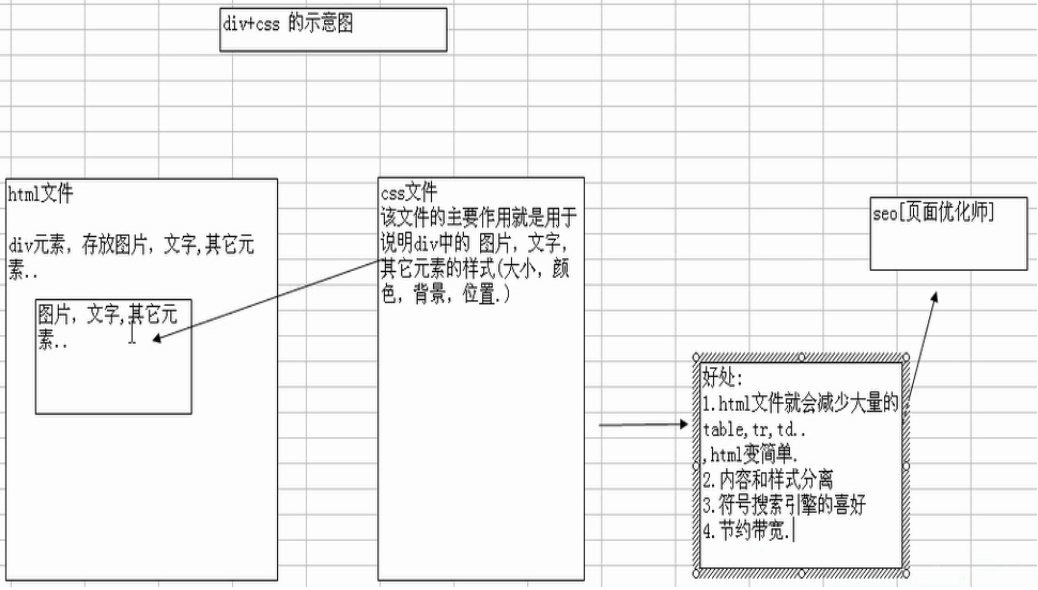 div+css 的示意图
html文件
div元素，存放图片，文字,其它元
素..
图片，文字,其它元
素..
css文件
该文件的主要作用就是用于
说明div中的 图片，文字，
其它元素的样式(大小，颜
色，背景，位置.)
seo[页面优化师]
好处:
1.html文件就会减少大量的
table,tr,td..
,html变简单.
2.内容和样式分离
3.符号搜索引擎的喜好
4.节约带宽.